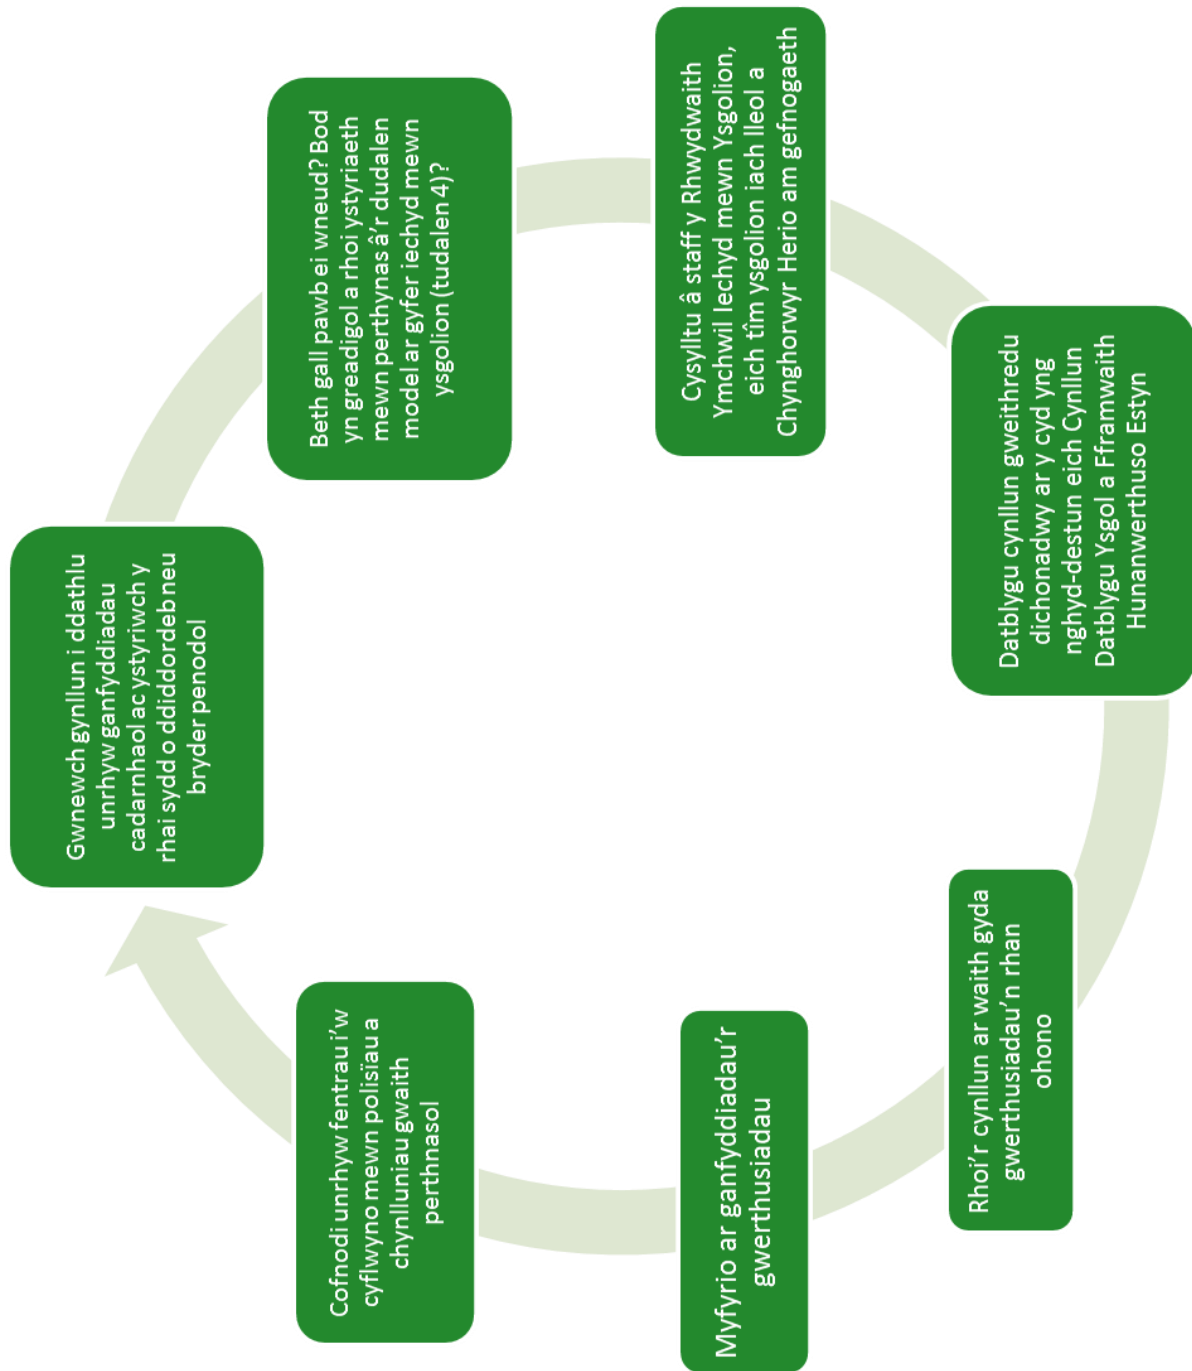 Gwnewch gynllun i ddathlu
unrhyw ganfyddiadau
cadarnhaol ac ystyriwch y
rhai sydd o ddiddordeb neu
bryder penodol
Beth gall pawb ei wneud? Bod
yn greadigol a rhoi ystyriaeth
mewn perthynas â'r dudalen
model ar gyfer iechyd mewn
ysgolion (tudalen 4)?
Cysylltu â staff y Rhwydwaith
Ymchwil Iechyd mewn Ysgolion,
eich tîm ysgolion iach lleol a
Chynghorwyr Herio am gefnogaeth
Datblygu cynllun gweithredu
dichonadwy ar y cyd yng
nghyd-destun eich Cynllun
Datblygu Ysgol a Fframwaith
Hunanwerthuso Estyn
Rhoi'r cynllun ar waith gyda
gwerthusiadau'n rhan
ohono
Myfyrio ar ganfyddiadau'r
gwerthusiadau
Cofnodi unrhyw fentrau i'w
cyflwyno mewn polisïau a
chynlluniau gwaith
perthnasol